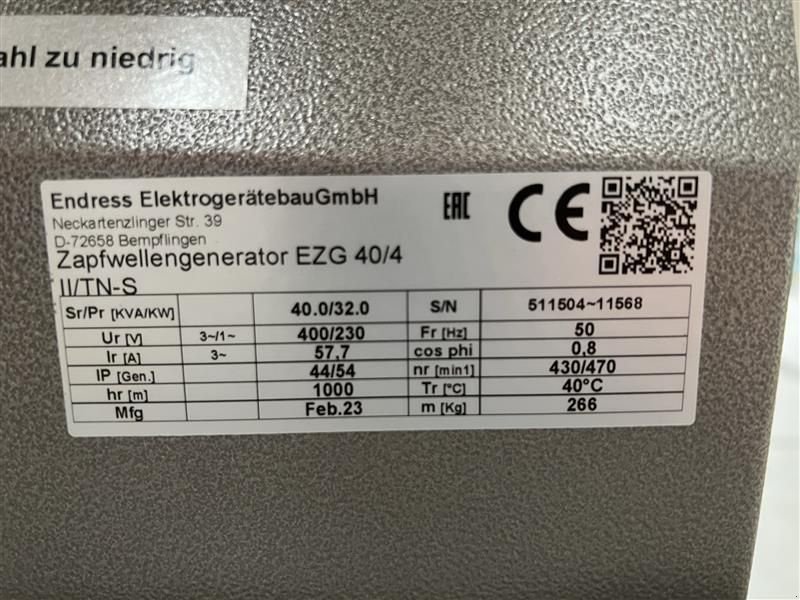 ahl zu niedrig
Endress ElektrogerätebauGmbH
Neckartenzlinger Str. 39
D-72658 Bempflingen
Zapfwellengenerator EZG 40/4
II/TN-S
EAC CE
Sr/Pr [KVA/KW] 40.0/32.0 S/N 511504~11568
Ur [V] 3~/1~ 400/230 Fr [Hz] 50
Ir [A] 3~ 57,7 cos phi 0,8
IP [Gen.] 44/54 nr [min1] 430/470
hr [m] 1000 Tr [°C] 40°C
Mfg Feb.23 m [Kg] 266